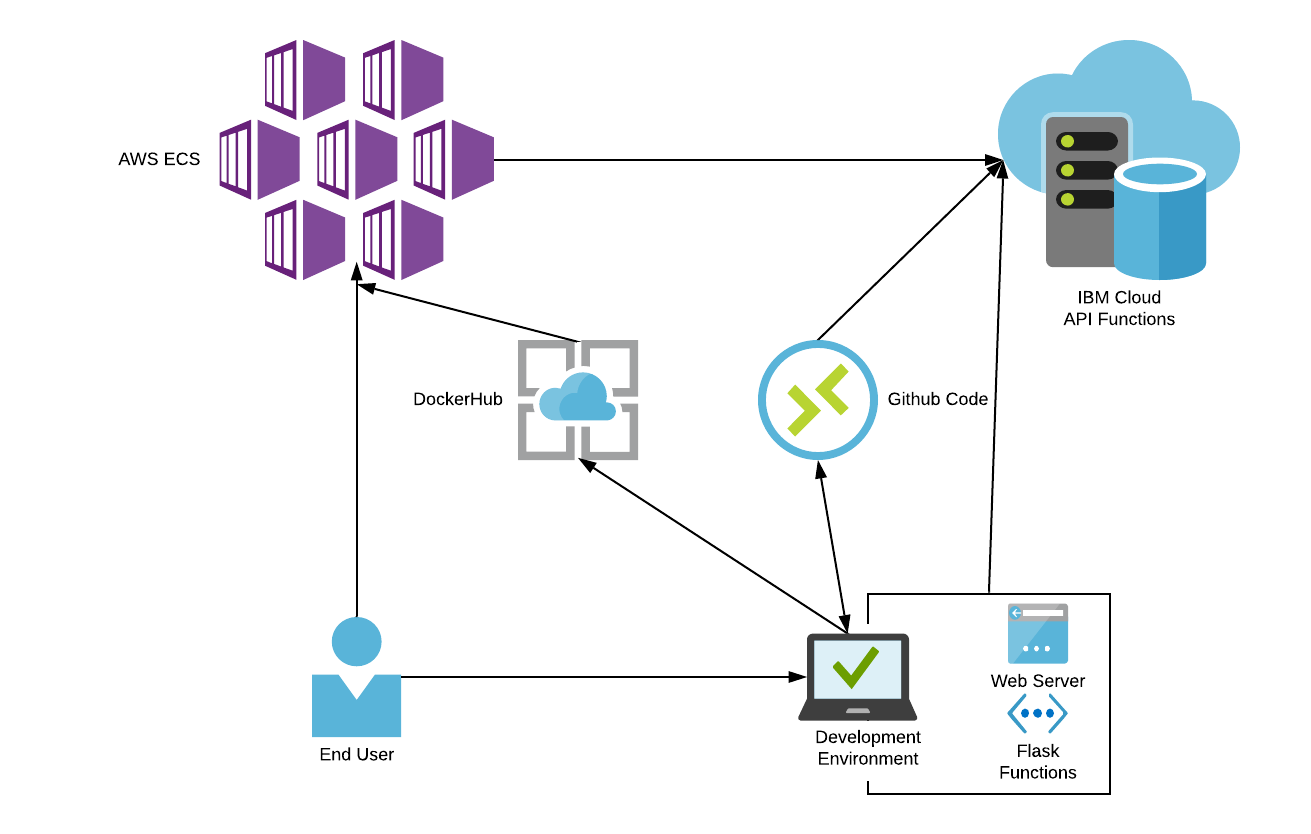 AWS ECS
IBM Cloud
API Functions
DockerHub
Github Code
Web Server
Development
Environment
Flask
Functions
End User